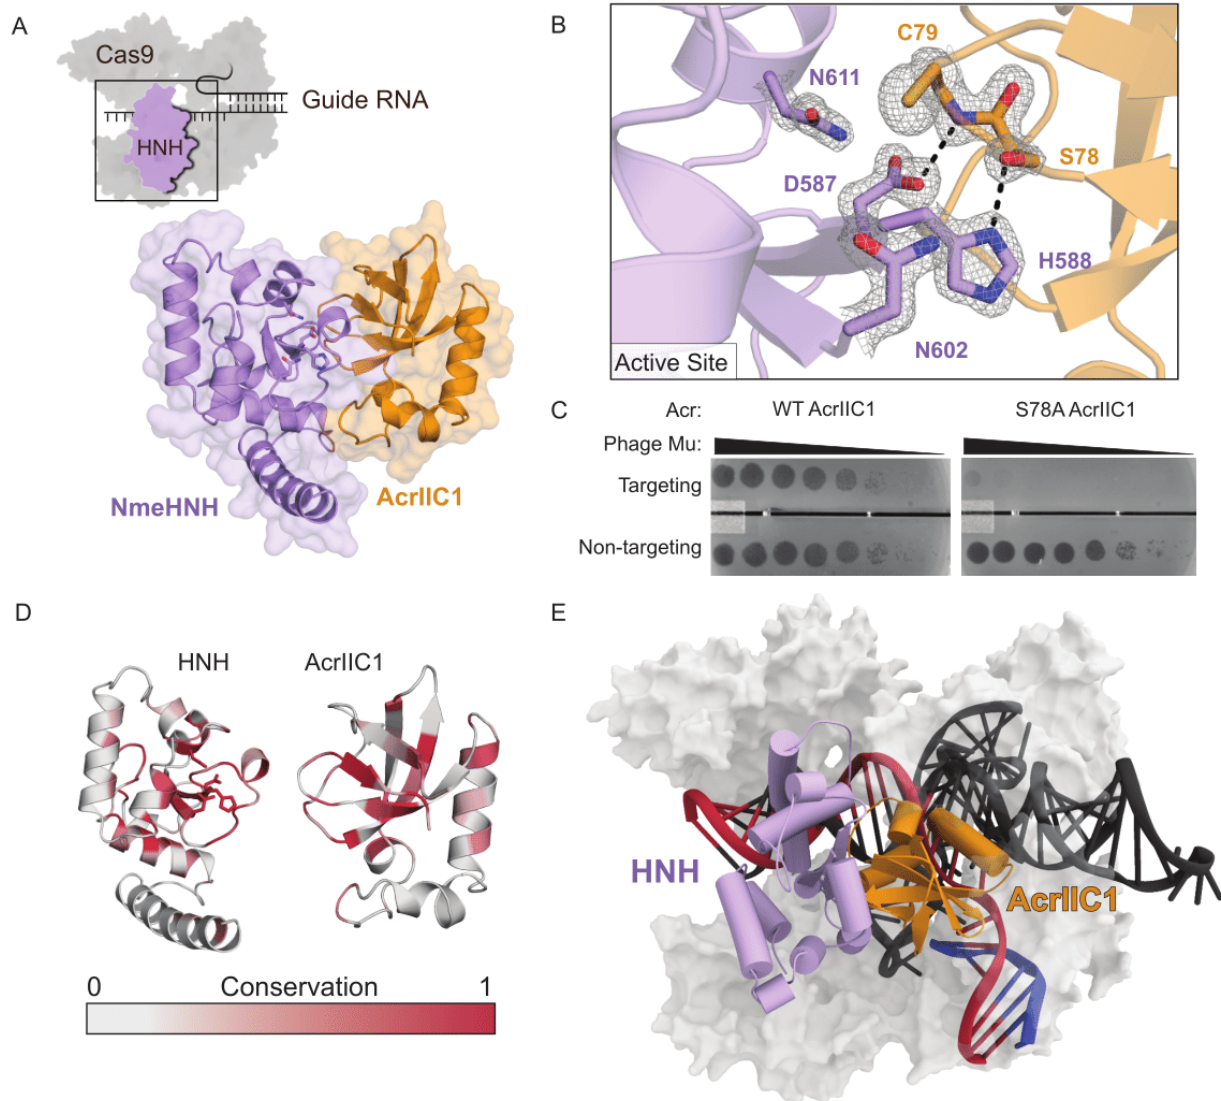 A
Cas9
Guide RNA
HNH
NmeHNH
AcrIIC1
B
C79
N611
S78
D587
H588
N602
Active Site
C
Acr:
WT AcrIIC1
S78A AcrIIC1
Phage Mu:
Targeting
Non-targeting
D
HNH
AcrIIC1
0
Conservation
1
E
HNH
AcrIIC1